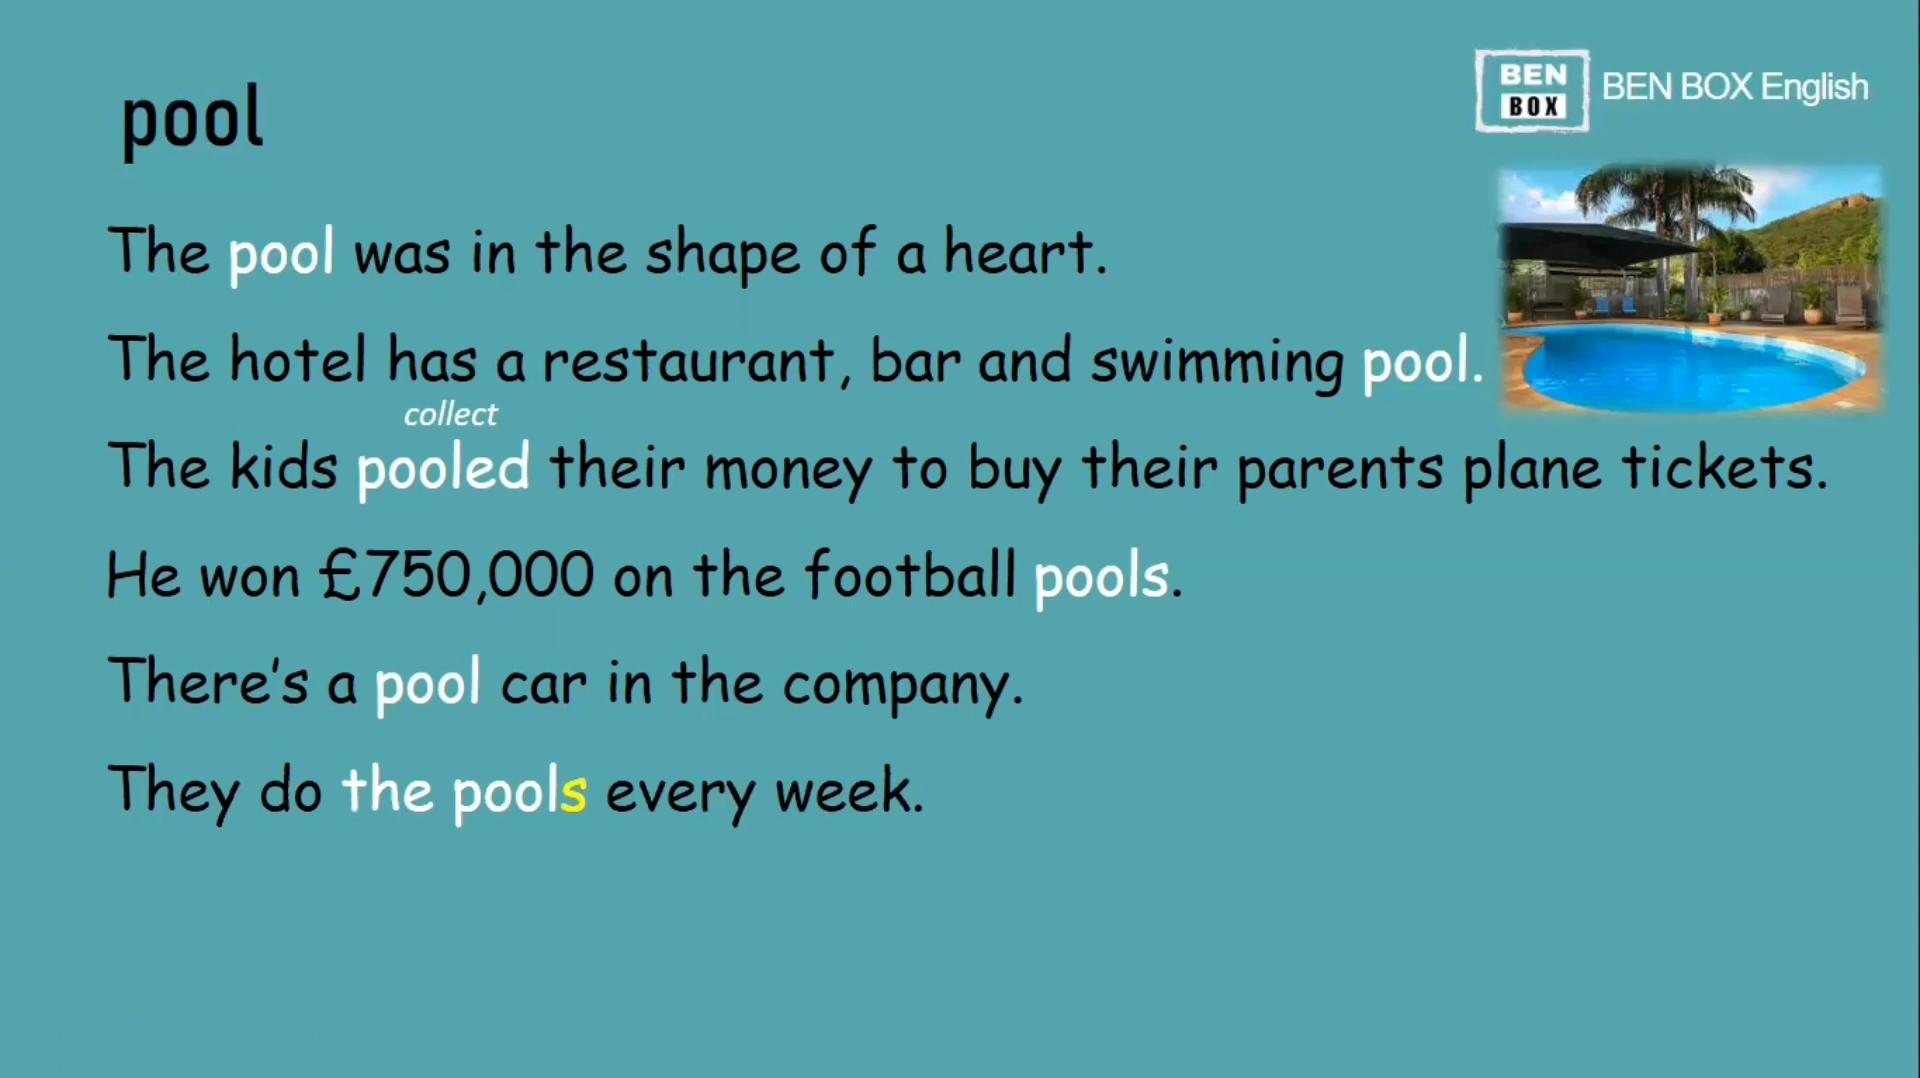 pool
BEN
BOX
BEN BOX English
The pool was in the shape of a heart.
The hotel has a restaurant, bar and swimming pool.
collect
The kids pooled their money to buy their parents plane tickets.
He won £750,000 on the football pools.
There’s a pool car in the company.
They do the pools every week.